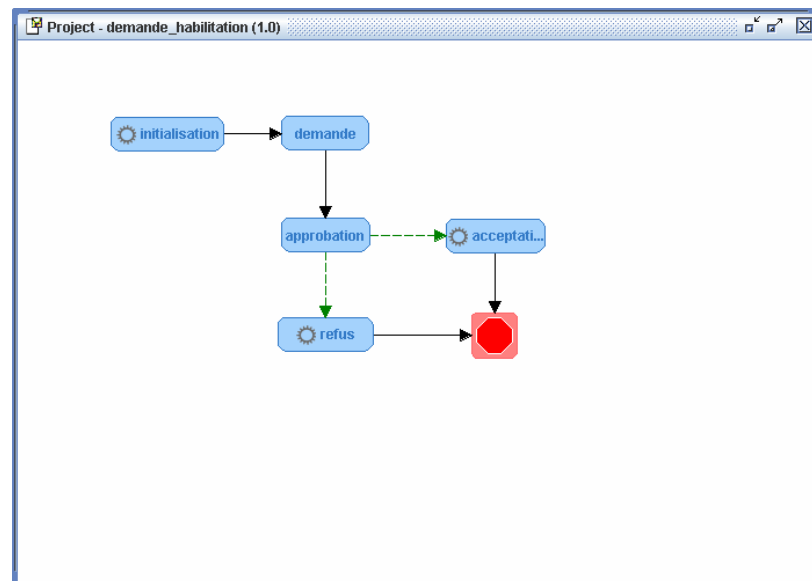 Project - demande_habilitation (1.0)
initialisation
demande
approbation
acceptati...
refus